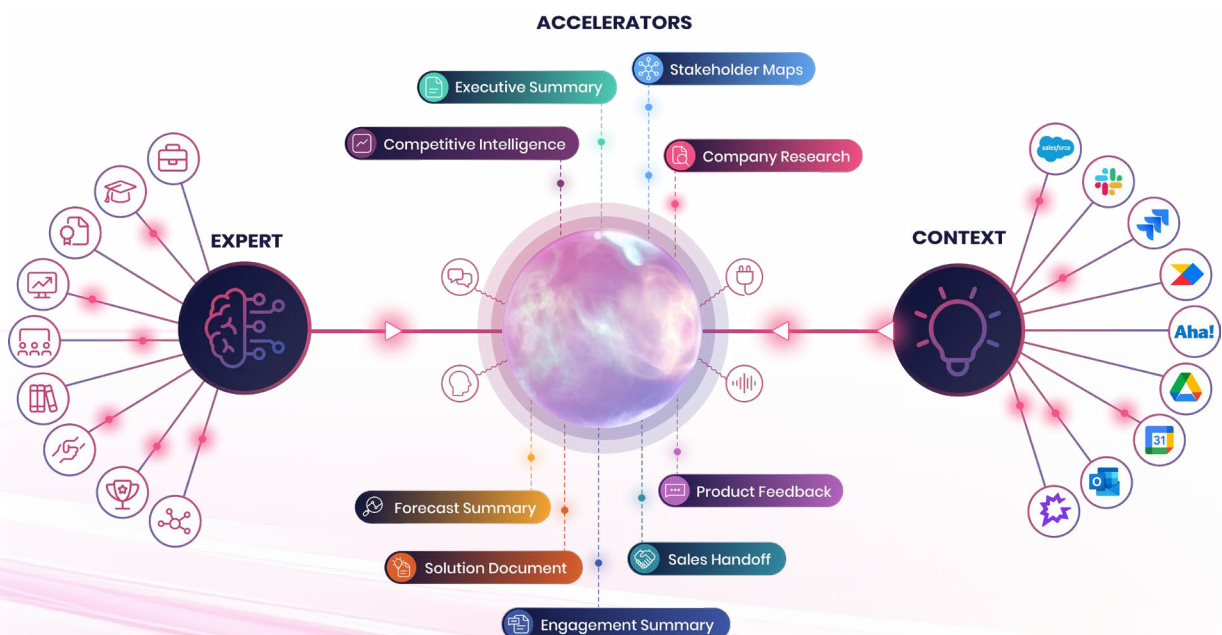 ACCELERATORS
Stakeholder Maps
Executive Summary
Competitive Intelligence
Company Research
salesforce
EXPERT
CONTEXT
Aha!
31
O
Product Feedback
Forecast Summary
Sales Handoff
Solution Document
Engagement Summary